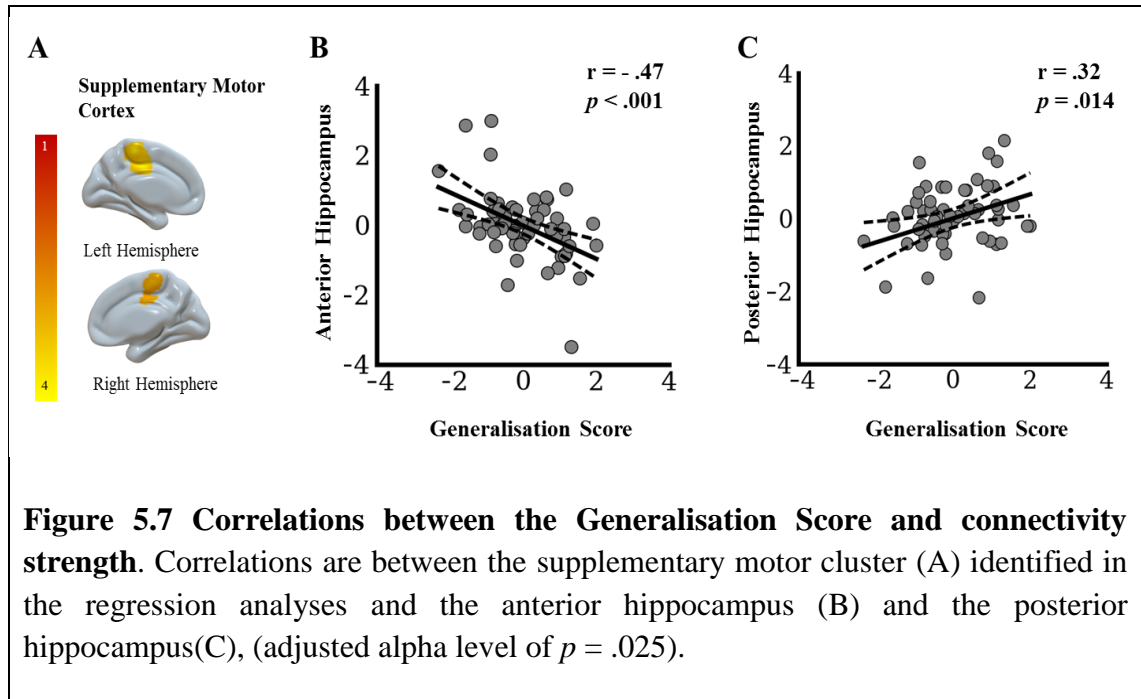 A
Supplementary Motor
Cortex
1
4
Left Hemisphere
Right Hemisphere
B
r = - .47
p < .001
Anterior Hippocampus
4
2
0
-2
-4
-4
-2
0
2
4
Generalisation Score
C
r = .32
p = .014
Posterior Hippocampus
4
2
0
-2
-4
-4
-2
0
2
4
Generalisation Score
Figure 5.7 Correlations between the Generalisation Score and connectivity
strength. Correlations are between the supplementary motor cluster (A) identified in
the regression analyses and the anterior hippocampus (B) and the posterior
hippocampus(C), (adjusted alpha level of p = .025).